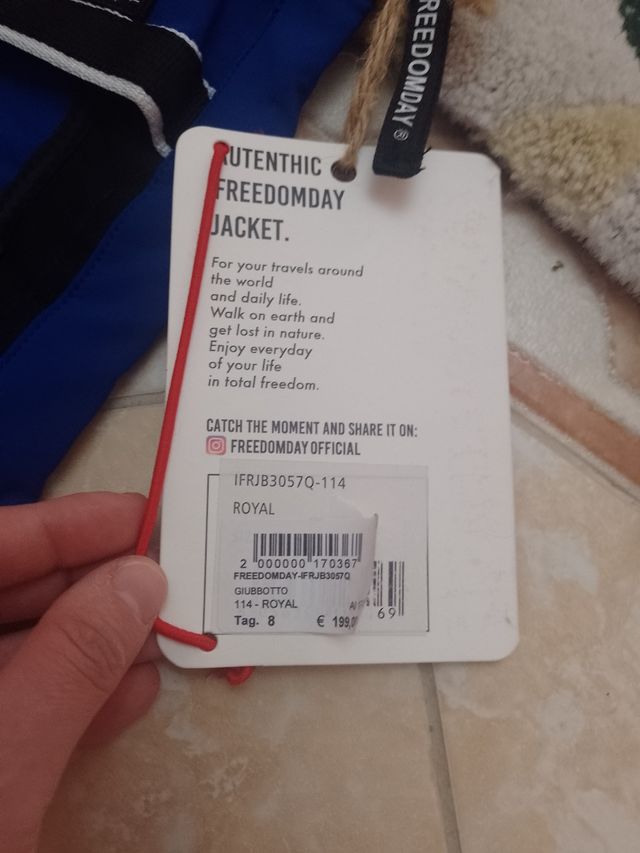 FREEDOMDAY®
AUTENTHIC
FREEDOMDAY
JACKET.
For your travels around
the world
and daily life.
Walk on earth and
get lost in nature.
Enjoy everyday
of your life
in total freedom.
CATCH THE MOMENT AND SHARE IT ON:
FREEDOMDAYOFFICIAL
IFRJB3057Q-114
ROYAL
2 000000 170367
FREEDOMDAY-IFRJB3057Q
GIUBBOTTO
114 - ROYAL
Tag. 8 € 199,0
69